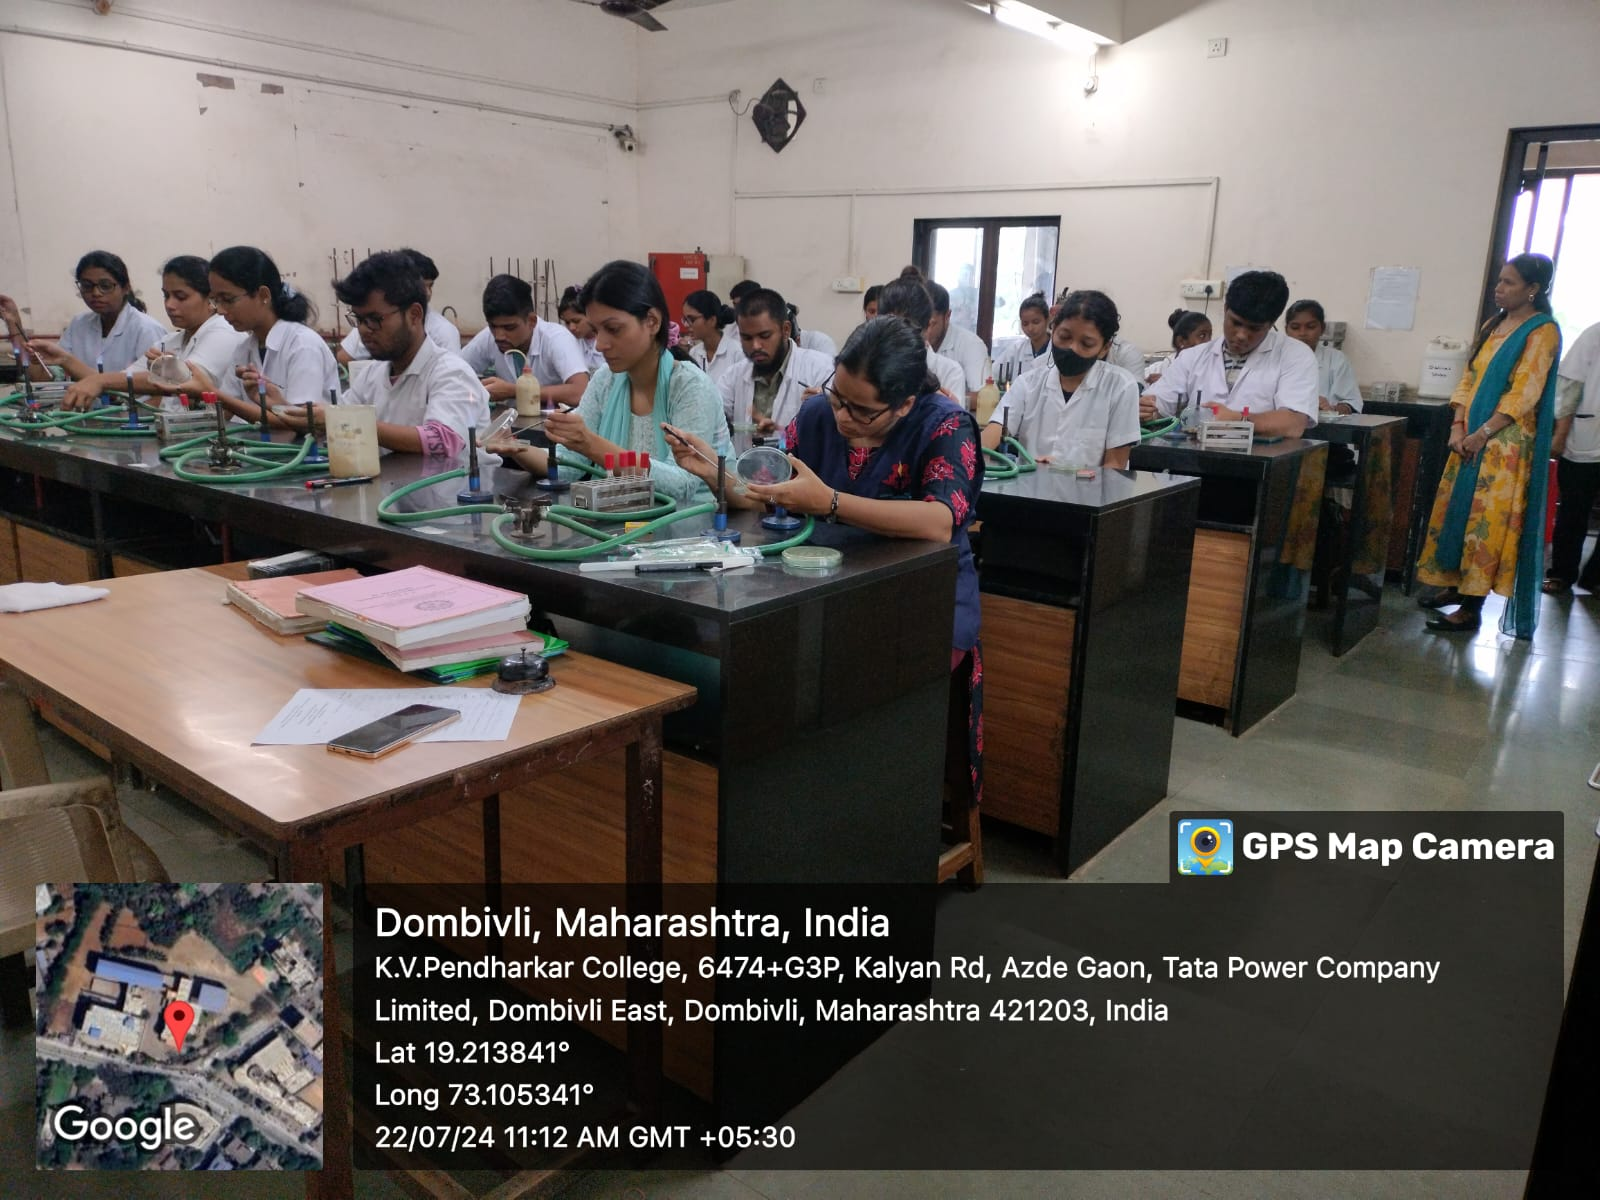 GPS Map Camera
Dombivli, Maharashtra, India
K.V.Pendharkar College, 6474+G3P, Kalyan Rd, Azde Gaon, Tata Power Company
Limited, Dombivli East, Dombivli, Maharashtra 421203, India
Lat 19.213841°
Long 73.105341°
22/07/24 11:12 AM GMT +05:30
Google